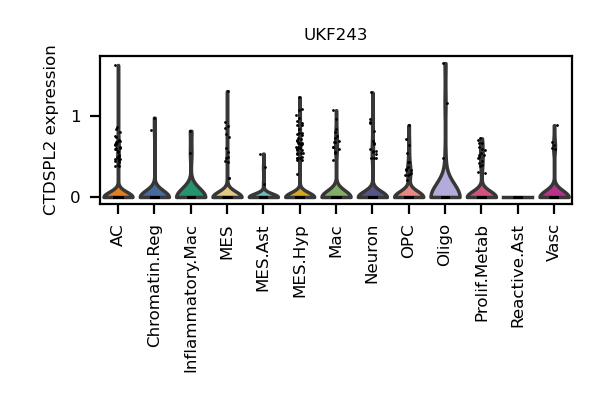 UKF243
CTDSPL2 expression
1
0
AC
Chromatin.Reg
Inflammatory.Mac
MES
MES.Ast
MES.Hyp
Mac
Neuron
OPC
Oligo
Prolif.Metab
Reactive.Ast
Vasc